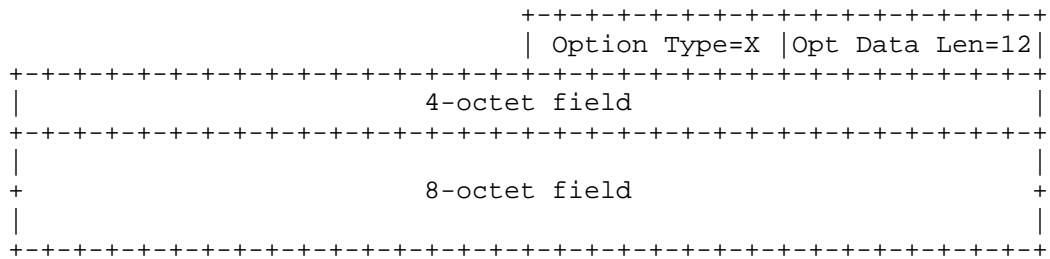 +-+-+-+-+-+-+-+-+-+-+-+-+-+-+-+-+
                                | Option Type=X |Opt Data Len=12|
+-+-+-+-+-+-+-+-+-+-+-+-+-+-+-+-+-+-+-+-+-+-+-+-+-+-+-+-+-+-+-+-+
|                         4-octet field                         |
+-+-+-+-+-+-+-+-+-+-+-+-+-+-+-+-+-+-+-+-+-+-+-+-+-+-+-+-+-+-+-+-+
|                                                               |
+                         8-octet field                         +
|                                                               |
+-+-+-+-+-+-+-+-+-+-+-+-+-+-+-+-+-+-+-+-+-+-+-+-+-+-+-+-+-+-+-+-+